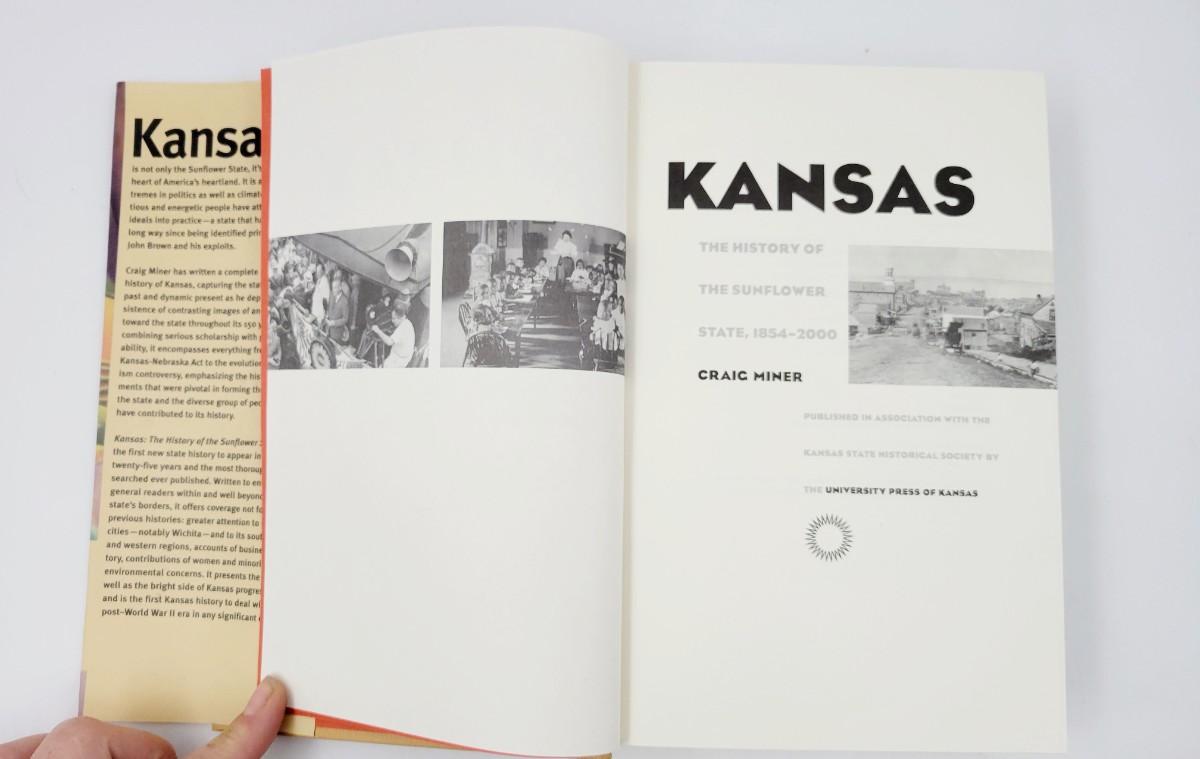 Kansa
is not only the Sunflower State, it's
heart of America's heartland. It is
tremes in politics as well as climat
tious and energetic people have att
ideals into practice—a state that h
long way since being identified pri
John Brown and his exploits.
Craig Miner has written a complete
history of Kansas, capturing the sta
past and dynamic present as he dep
sistence of contrasting images of an
toward the state throughout its 150 y
combining serious scholarship with
ability, it encompasses everything fr
Kansas-Nebraska Act to the evolution
ism controversy, emphasizing the his
ments that were pivotal in forming th
the state and the diverse group of peo
have contributed to its history.
Kansas: The History of the Sunflower S
the first new state history to appear in
twenty-five years and the most thoroug
searched ever published. Written to en
general readers within and well beyond
state's borders, it offers coverage not fo
previous histories: greater attention to
cities—notably Wichita—and to its sout
and western regions, accounts of busine
tory, contributions of women and minori
environmental concerns. It presents the
well as the bright side of Kansas progre
and is the first Kansas history to deal wi
post–World War II era in any significant
KANSAS
THE HISTORY OF
THE SUNFLOWER
STATE, 1854–2000
CRAIG MINER
PUBLISHED IN ASSOCIATION WITH THE
KANSAS STATE HISTORICAL SOCIETY BY
THE UNIVERSITY PRESS OF KANSAS